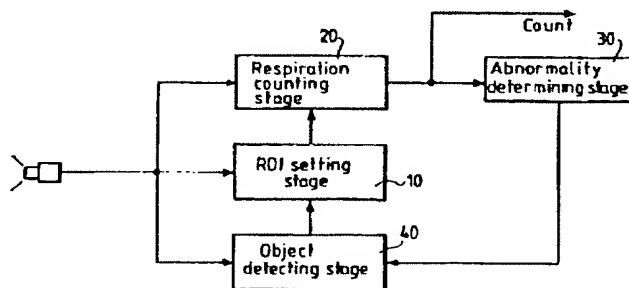 20
Respiration
counting
stage
Count
30
Abnormality
determining stage
ROI setting
stage
10
40
Object
detecting stage